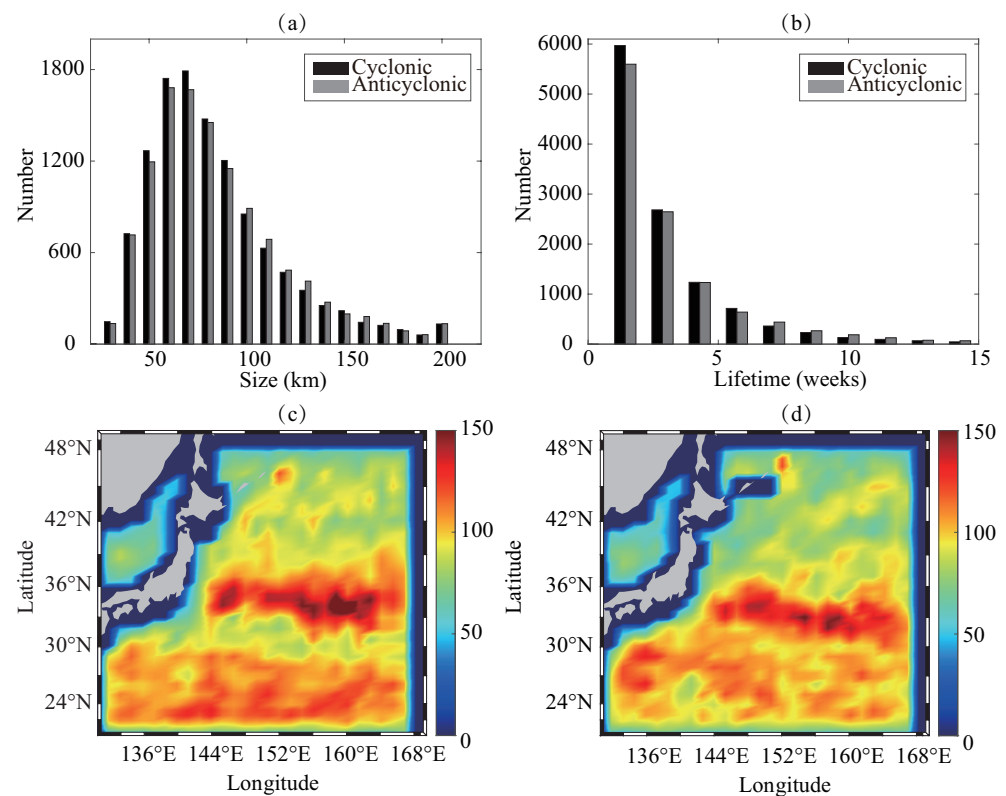 (a)
1800
1200
600
0
Number
50
100
150
200
Size (km)
Cyclonic
Anticyclonic
(b)
6000
5000
4000
3000
2000
1000
0
Number
0
5
10
15
Lifetime (weeks)
Cyclonic
Anticyclonic
(c)
48°N
42°N
36°N
30°N
24°N
Latitude
136°E
144°E
152°E
160°E
168°E
Longitude
150
100
50
0
(d)
48°N
42°N
36°N
30°N
24°N
Latitude
136°E
144°E
152°E
160°E
168°E
Longitude
150
100
50
0